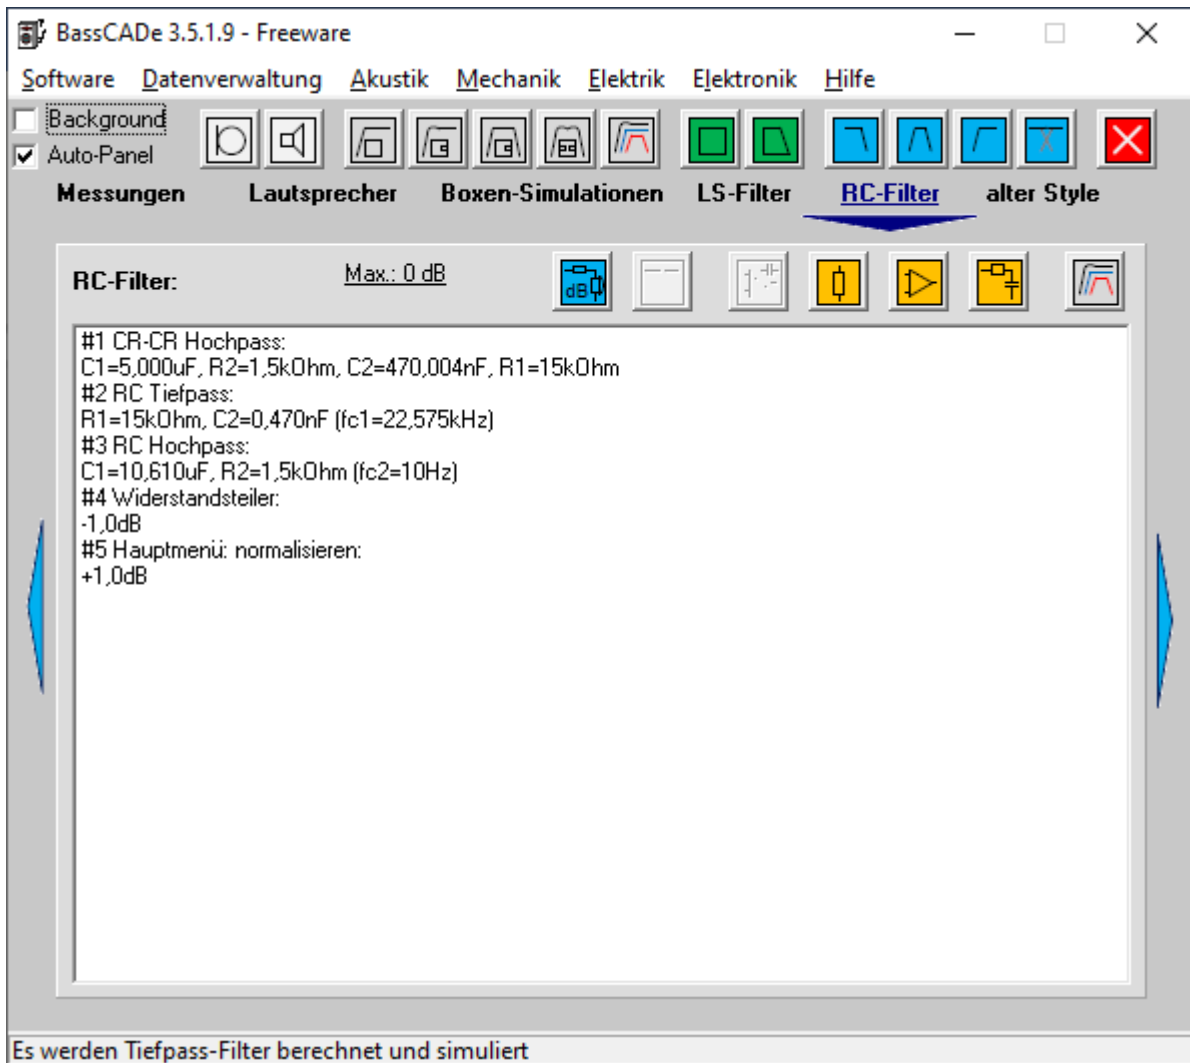 BassCADe 3.5.1.9 - Freeware
Software Datenverwaltung Akustik Mechanik Elektrik Elektronik Hilfe
Background
Auto-Panel
Messungen Lautsprecher Boxen-Simulationen LS-Filter RC-Filter alter Style
RC-Filter: Max.: 0 dB dB
#1 CR-CR Hochpass:
C1=5,000uF, R2=1,5kOhm, C2=470,004nF, R1=15kOhm
#2 RC Tiefpass:
R1=15kOhm, C2=0,470nF (fc1=22,575kHz)
#3 RC Hochpass:
C1=10,610uF, R2=1,5kOhm (fc2=10Hz)
#4 Widerstandsteiler:
-1,0dB
#5 Hauptmenü: normalisieren:
+1,0dB
Es werden Tiefpass-Filter berechnet und simuliert